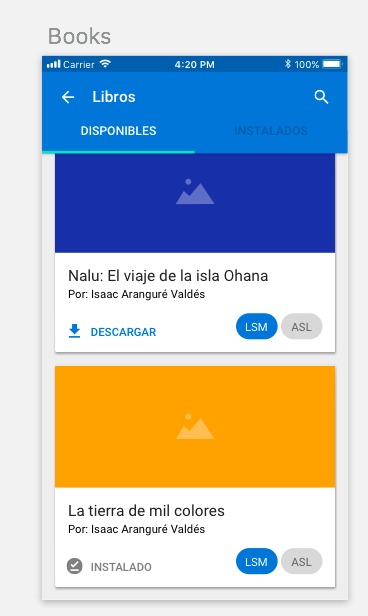 Books
Carrier 4:20 PM 100%
Libros
DISPONIBLES INSTALADOS
Nalu: El viaje de la isla Ohana
Por: Isaac Aranguré Valdés
DESCARGAR LSM ASL
La tierra de mil colores
Por: Isaac Aranguré Valdés
INSTALADO LSM ASL